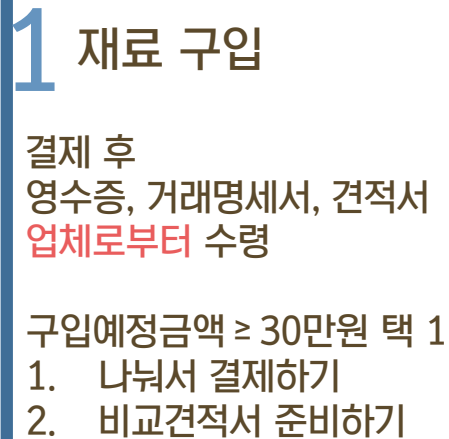 1 재료 구입
결제 후
영수증, 거래명세서, 견적서
업체로부터 수령
구입예정금액 ≥ 30만원 택 1
1. 나눠서 결제하기
2. 비교견적서 준비하기